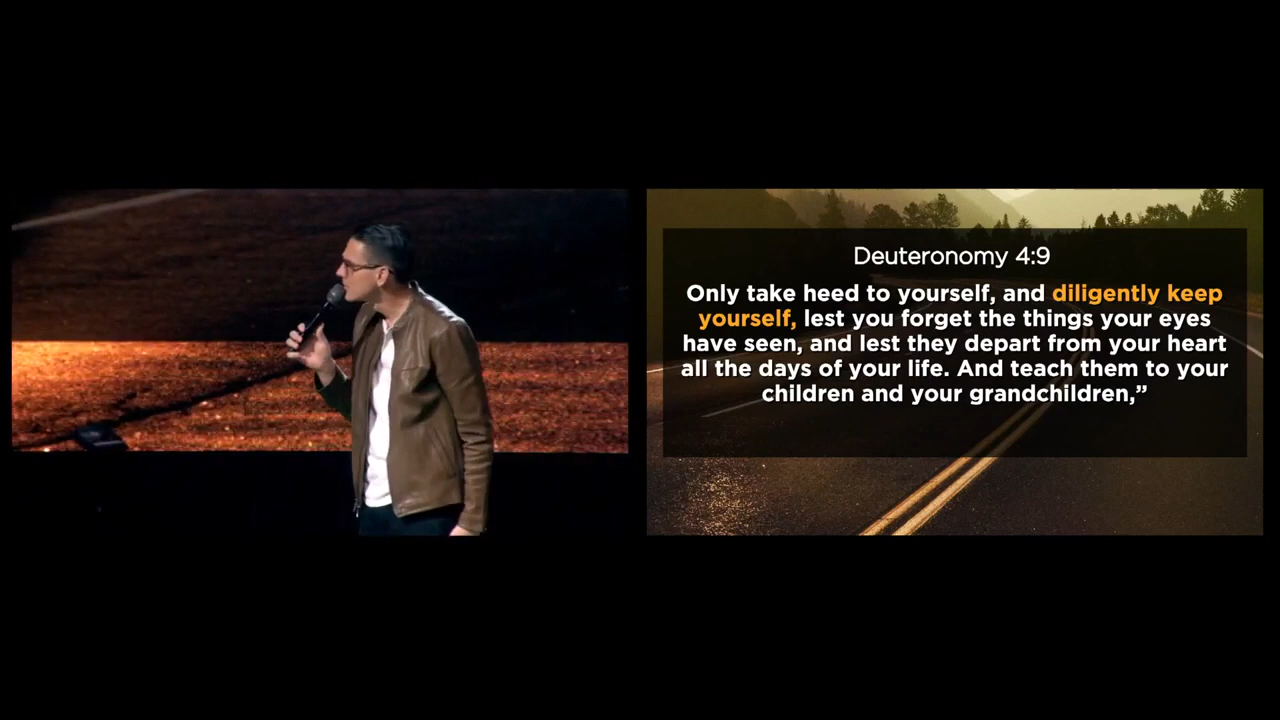 Deuteronomy 4:9
Only take heed to yourself, and diligently keep
yourself, lest you forget the things your eyes
have seen, and lest they depart from your heart
all the days of your life. And teach them to your
children and your grandchildren,”